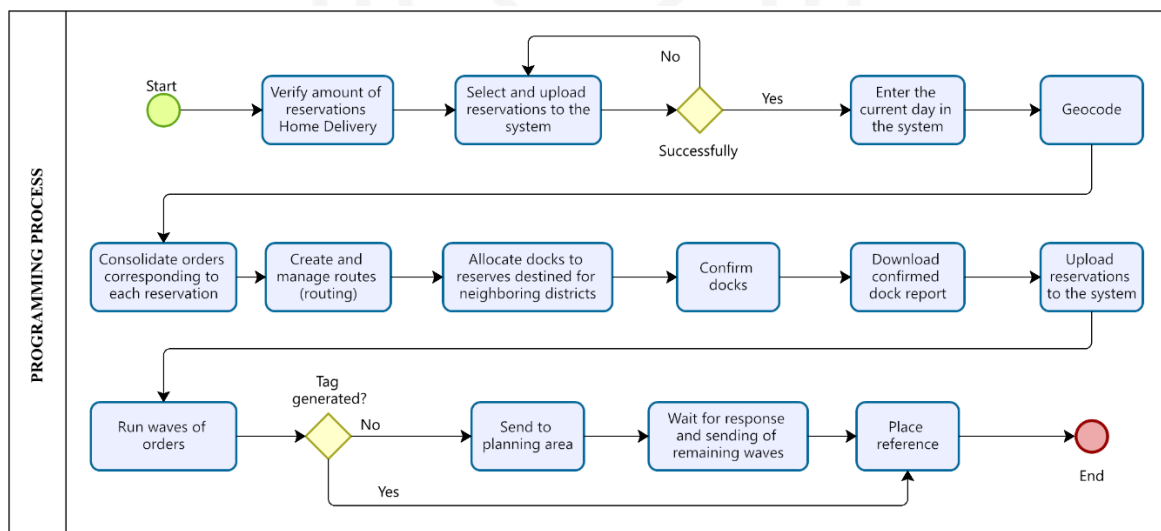 PROGRAMMING PROCESS
Start
Verify amount of
reservations
Home Delivery
Select and upload
reservations to the
system
No
Successfully
Yes
Enter the
current day in
the system
Geocode
Consolidate orders
corresponding to
each reservation
Create and
manage routes
(routing)
Allocate docks to
reserves destined for
neighboring districts
Confirm
docks
Download
confirmed
dock report
Upload
reservations
to the system
Run waves of
orders
Tag
generated?
No
Yes
Send to
planning area
Wait for response
and sending of
remaining waves
Place
reference
End